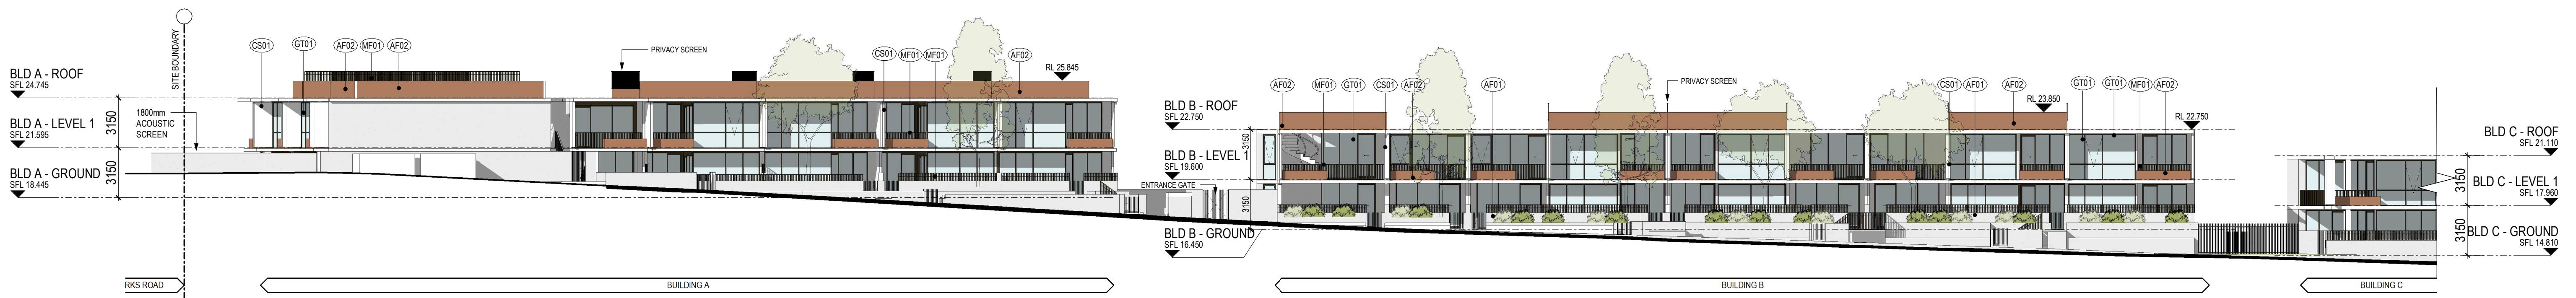 SITE BOUNDARY
CS01
GT01
AF02
MF01
AF02
PRIVACY SCREEN
CS01
MF01
MF01
AF02
RL 25.845
BLD A - ROOF
SFL 24.745
BLD A - LEVEL 1
SFL 21.595
BLD A - GROUND
SFL 18.445
3150
3150
1800mm
ACOUSTIC
SCREEN
BLD B - ROOF
SFL 22.750
BLD B - LEVEL 1
SFL 19.600
ENTRANCE GATE
BLD B - GROUND
SFL 16.450
3150
3150
AF02
MF01
GT01
CS01
AF02
AF01
PRIVACY SCREEN
CS01
AF01
AF02
RL 23.850
GT01
GT01
MF01
AF02
RL 22.750
BLD C - ROOF
SFL 21.110
BLD C - LEVEL 1
SFL 17.960
BLD C - GROUND
SFL 14.810
3150
3150
RKS ROAD
BUILDING A
BUILDING B
BUILDING C